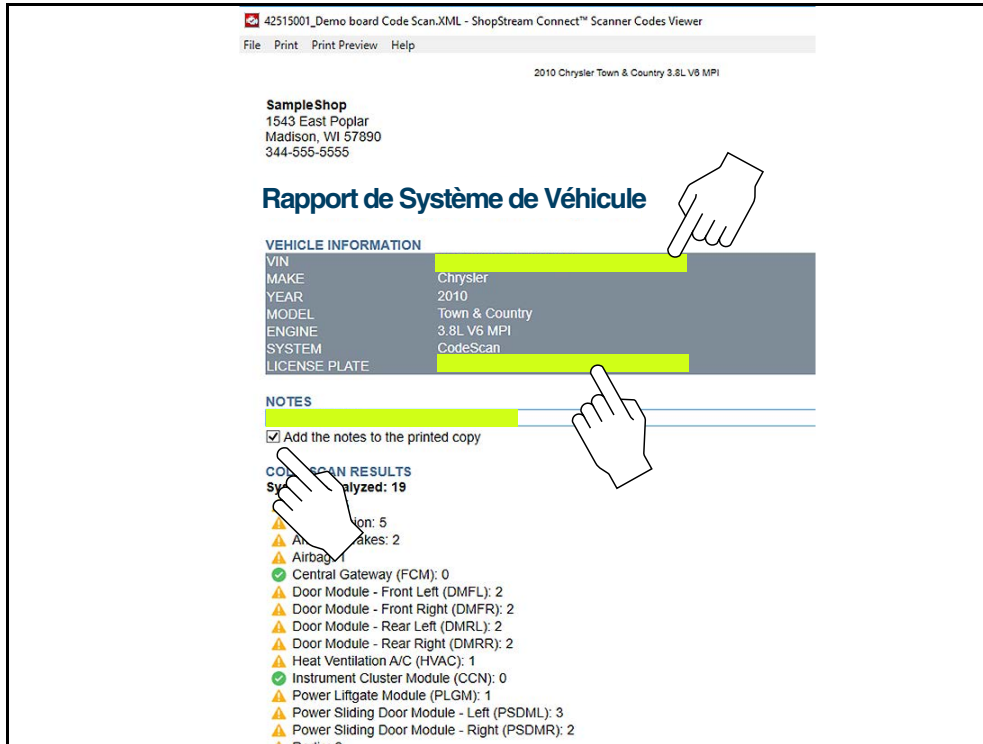 42515001_Demo board Code Scan.XML - ShopStream Connect™ Scanner Codes Viewer
File Print Print Preview Help
2010 Chrysler Town & Country 3.8L V6 MPI
SampleShop
1543 East Poplar
Madison, WI 57890
344-555-5555
Rapport de Système de Véhicule
VEHICLE INFORMATION
VIN
MAKE Chrysler
YEAR 2010
MODEL Town & Country
ENGINE 3.8L V6 MPI
SYSTEM CodeScan
LICENSE PLATE
NOTES
Add the notes to the printed copy
RESULTS
19
5
2
Airbag
Central Gateway (FCM): 0
Door Module - Front Left (DMFL): 2
Door Module - Front Right (DMFR): 2
Door Module - Rear Left (DMRL): 2
Door Module - Rear Right (DMRR): 2
Heat Ventilation A/C (HVAC): 1
Instrument Cluster Module (CCN): 0
Power Liftgate Module (PLGM): 1
Power Sliding Door Module - Left (PSDML): 3
Power Sliding Door Module - Right (PSDMR): 2